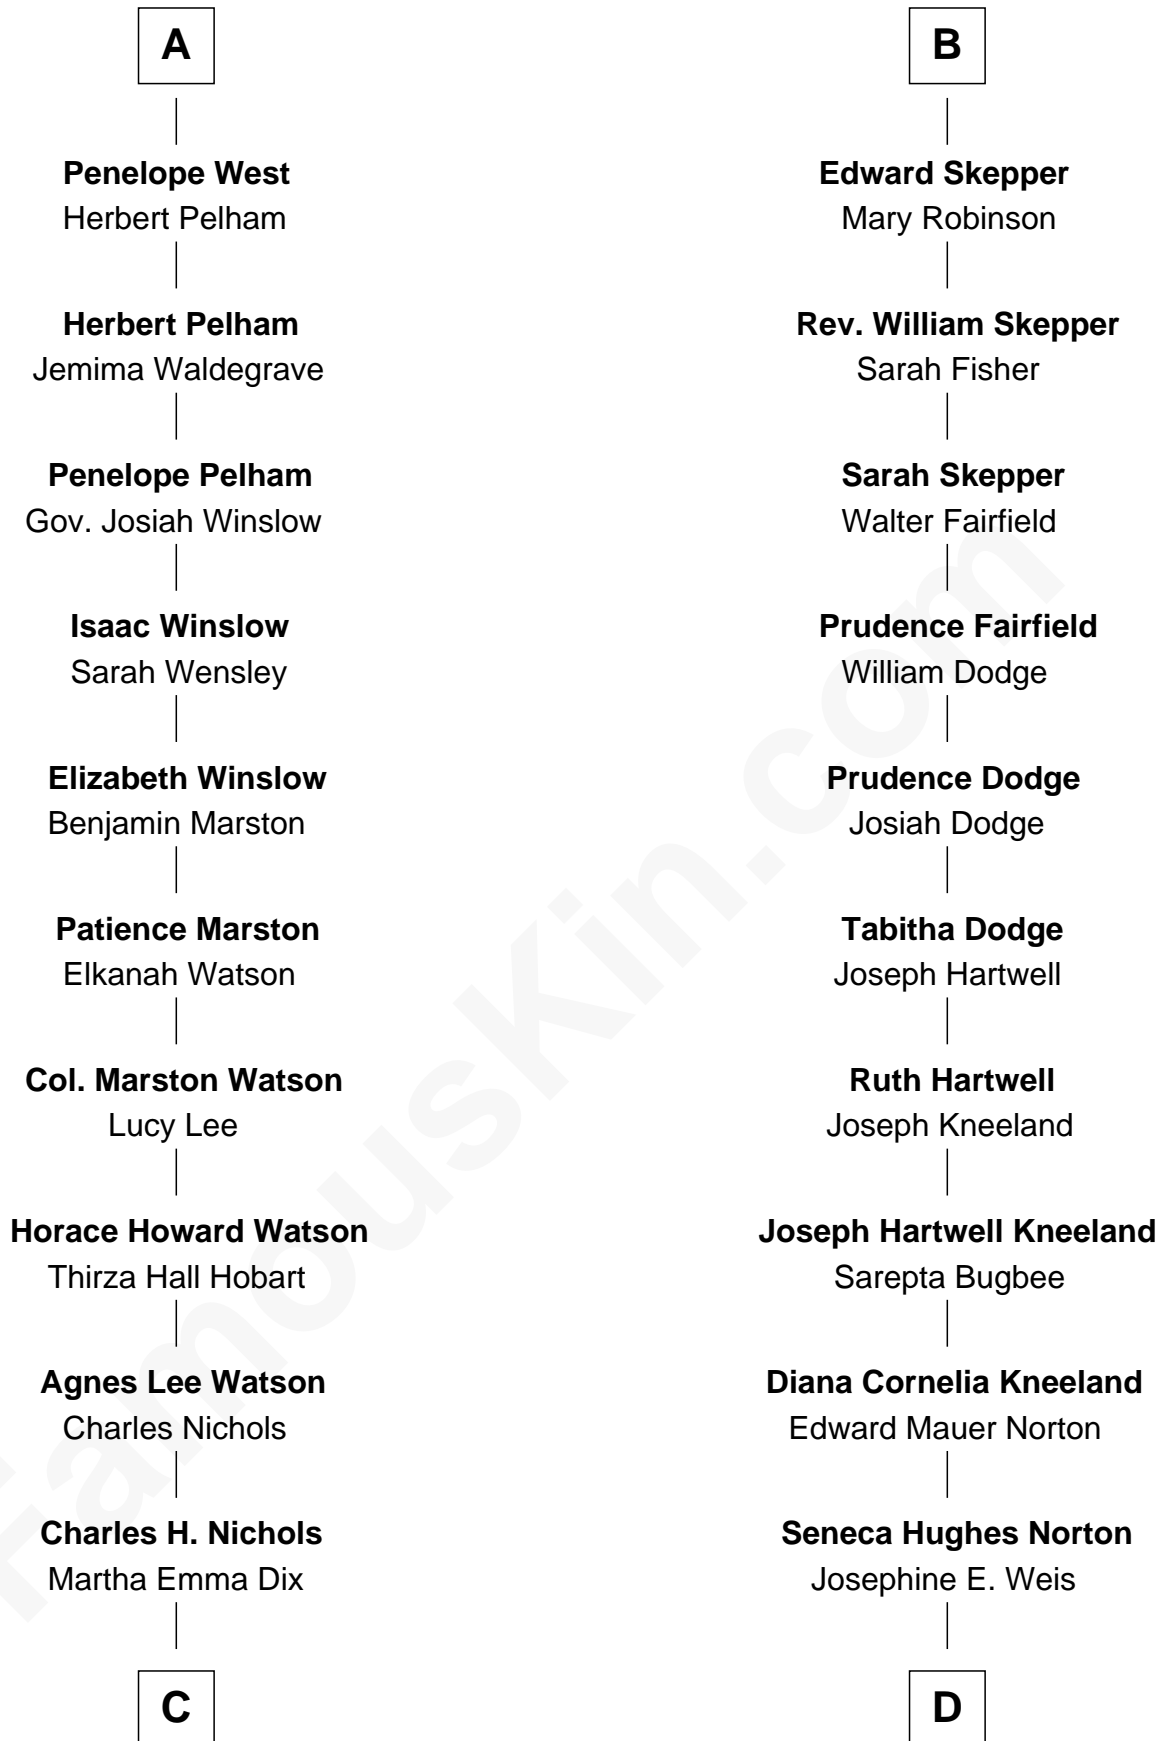 A
Penelope West
Herbert Pelham
Herbert Pelham
Jemima Waldegrave
Penelope Pelham
Gov. Josiah Winslow
Isaac Winslow
Sarah Wensley
Elizabeth Winslow
Benjamin Marston
Patience Marston
Elkanah Watson
Col. Marston Watson
Lucy Lee
Horace Howard Watson
Thirza Hall Hobart
Agnes Lee Watson
Charles Nichols
Charles H. Nichols
Martha Emma Dix
C
B
Edward Skepper
Mary Robinson
Rev. William Skepper
Sarah Fisher
Sarah Skepper
Walter Fairfield
Prudence Fairfield
William Dodge
Prudence Dodge
Josiah Dodge
Tabitha Dodge
Joseph Hartwell
Ruth Hartwell
Joseph Kneeland
Joseph Hartwell Kneeland
Sarepta Bugbee
Diana Cornelia Kneeland
Edward Mauer Norton
Seneca Hughes Norton
Josephine E. Weis
D
FamousKin.com